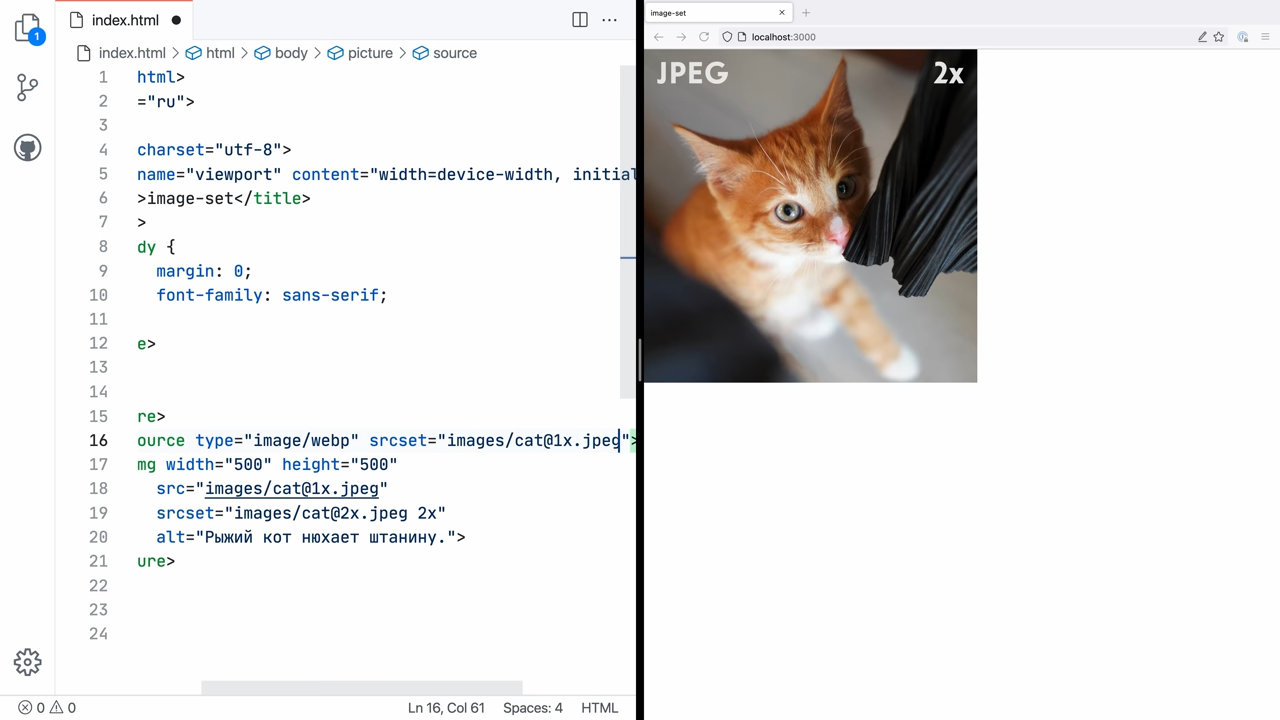 index.html
1
index.html > html > body > picture > source
1 html>
2 ="ru">
3
4 charset="utf-8">
5 name="viewport" content="width=device-width, initial
6 >image-set</title>
7 >
8 dy {
9 margin: 0;
10 font-family: sans-serif;
11
12 e>
13
14
15 re>
16 ource type="image/webp" srcset="images/cat@1x.jpeg">
17 mg width="500" height="500"
18 src="images/cat@1x.jpeg"
19 srcset="images/cat@2x.jpeg 2x"
20 alt="Рыжий кот нюхает штанину.">
21 ure>
22
23
24
0 0
Ln 16, Col 61
Spaces: 4
HTML
image-set
localhost:3000
JPEG
2x